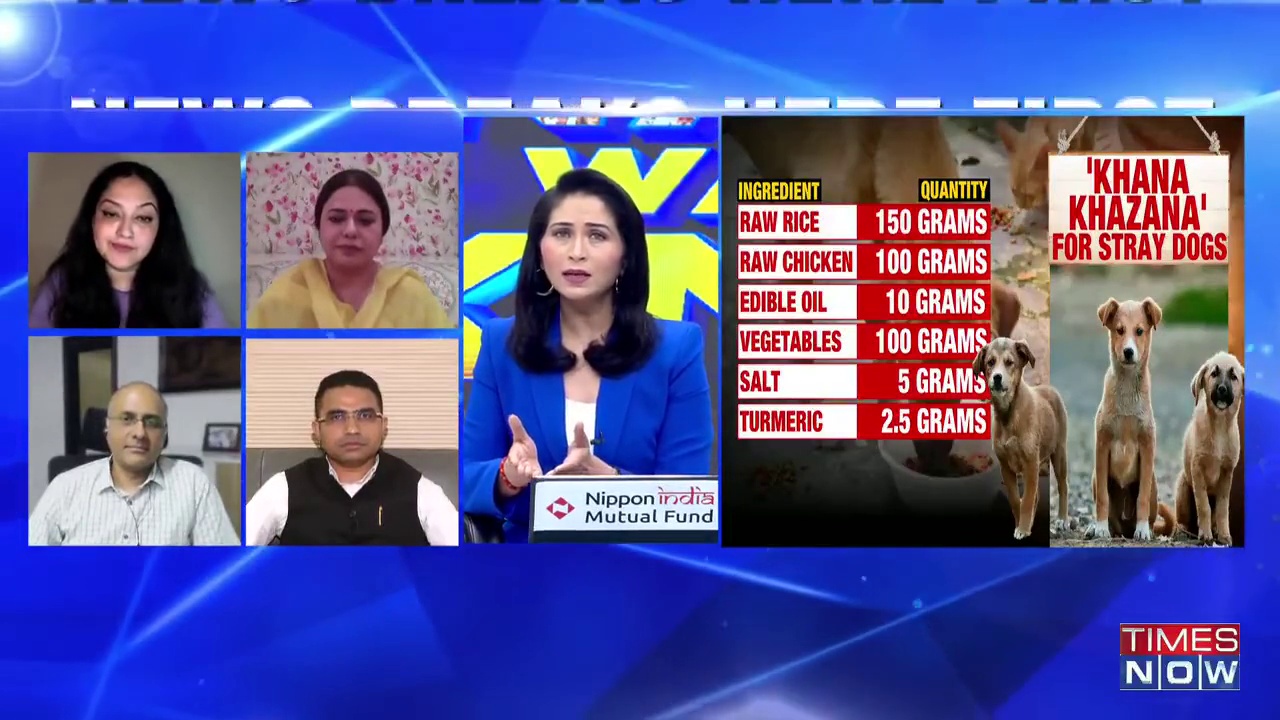 INGREDIENT QUANTITY
RAW RICE 150 GRAMS
RAW CHICKEN 100 GRAMS
EDIBLE OIL 10 GRAMS
VEGETABLES 100 GRAMS
SALT 5 GRAMS
TURMERIC 2.5 GRAMS
'KHANA
KHAZANA'
FOR STRAY DOGS
Nippon india
Mutual Fund
TIMES
NOW